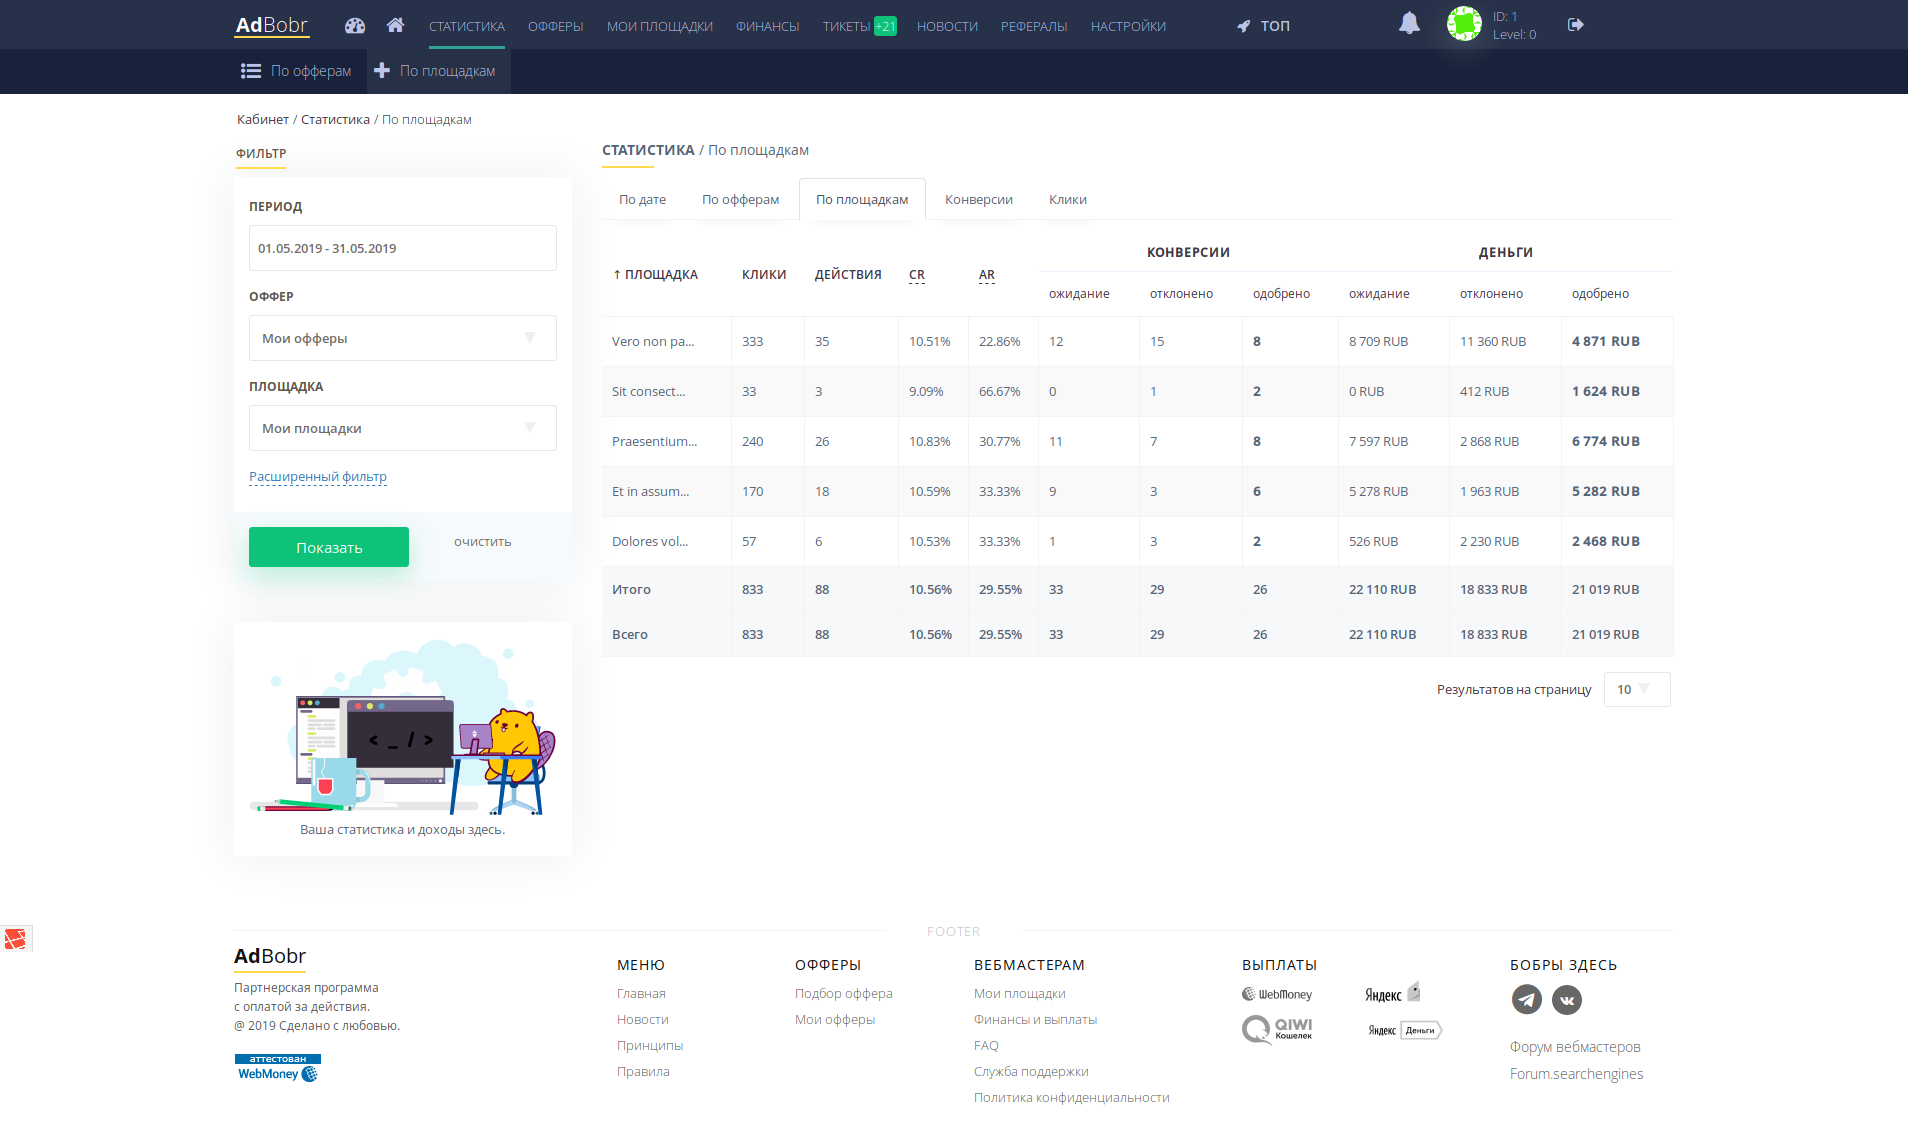 AdBobr СТАТИСТИКА ОФФЕРЫ МОИ ПЛОЩАДКИ ФИНАНСЫ ТИКЕТЫ +21 НОВОСТИ РЕФЕРАЛЫ НАСТРОЙКИ ТОП ID: 1
Level: 0
По офферам По площадкам
Кабинет / Статистика / По площадкам
ФИЛЬТР
ПЕРИОД
01.05.2019 - 31.05.2019
ОФФЕР
Мои офферы
ПЛОЩАДКА
Мои площадки
Расширенный фильтр
Показать очистить
< _ /> 
Ваша статистика и доходы здесь.
СТАТИСТИКА / По площадкам
По дате По офферам По площадкам Конверсии Клики
КОНВЕРСИИ ДЕНЬГИ
↑ ПЛОЩАДКА КЛИКИ ДЕЙСТВИЯ CR AR
ожидание отклонено одобрено ожидание отклонено одобрено
Vero non pa... 333 35 10.51% 22.86% 12 15 8 8 709 RUB 11 360 RUB 4 871 RUB
Sit consect... 33 3 9.09% 66.67% 0 1 2 0 RUB 412 RUB 1 624 RUB
Praesentium... 240 26 10.83% 30.77% 11 7 8 7 597 RUB 2 868 RUB 6 774 RUB
Et in assum... 170 18 10.59% 33.33% 9 3 6 5 278 RUB 1 963 RUB 5 282 RUB
Dolores vol... 57 6 10.53% 33.33% 1 3 2 526 RUB 2 230 RUB 2 468 RUB
Итого 833 88 10.56% 29.55% 33 29 26 22 110 RUB 18 833 RUB 21 019 RUB
Всего 833 88 10.56% 29.55% 33 29 26 22 110 RUB 18 833 RUB 21 019 RUB
Результатов на страницу 10
FOOTER
AdBobr
Партнерская программа
с оплатой за действия.
@ 2019 Сделано с любовью.
аттестован
WebMoney
МЕНЮ
Главная
Новости
Принципы
Правила
ОФФЕРЫ
Подбор оффера
Мои офферы
ВЕБМАСТЕРАМ
Мои площадки
Финансы и выплаты
FAQ
Служба поддержки
Политика конфиденциальности
ВЫПЛАТЫ
WebMoney Яндекс
QIWI Кошелек Яндекс Деньги
БОБРЫ ЗДЕСЬ
Форум вебмастеров
Forum.searchengines